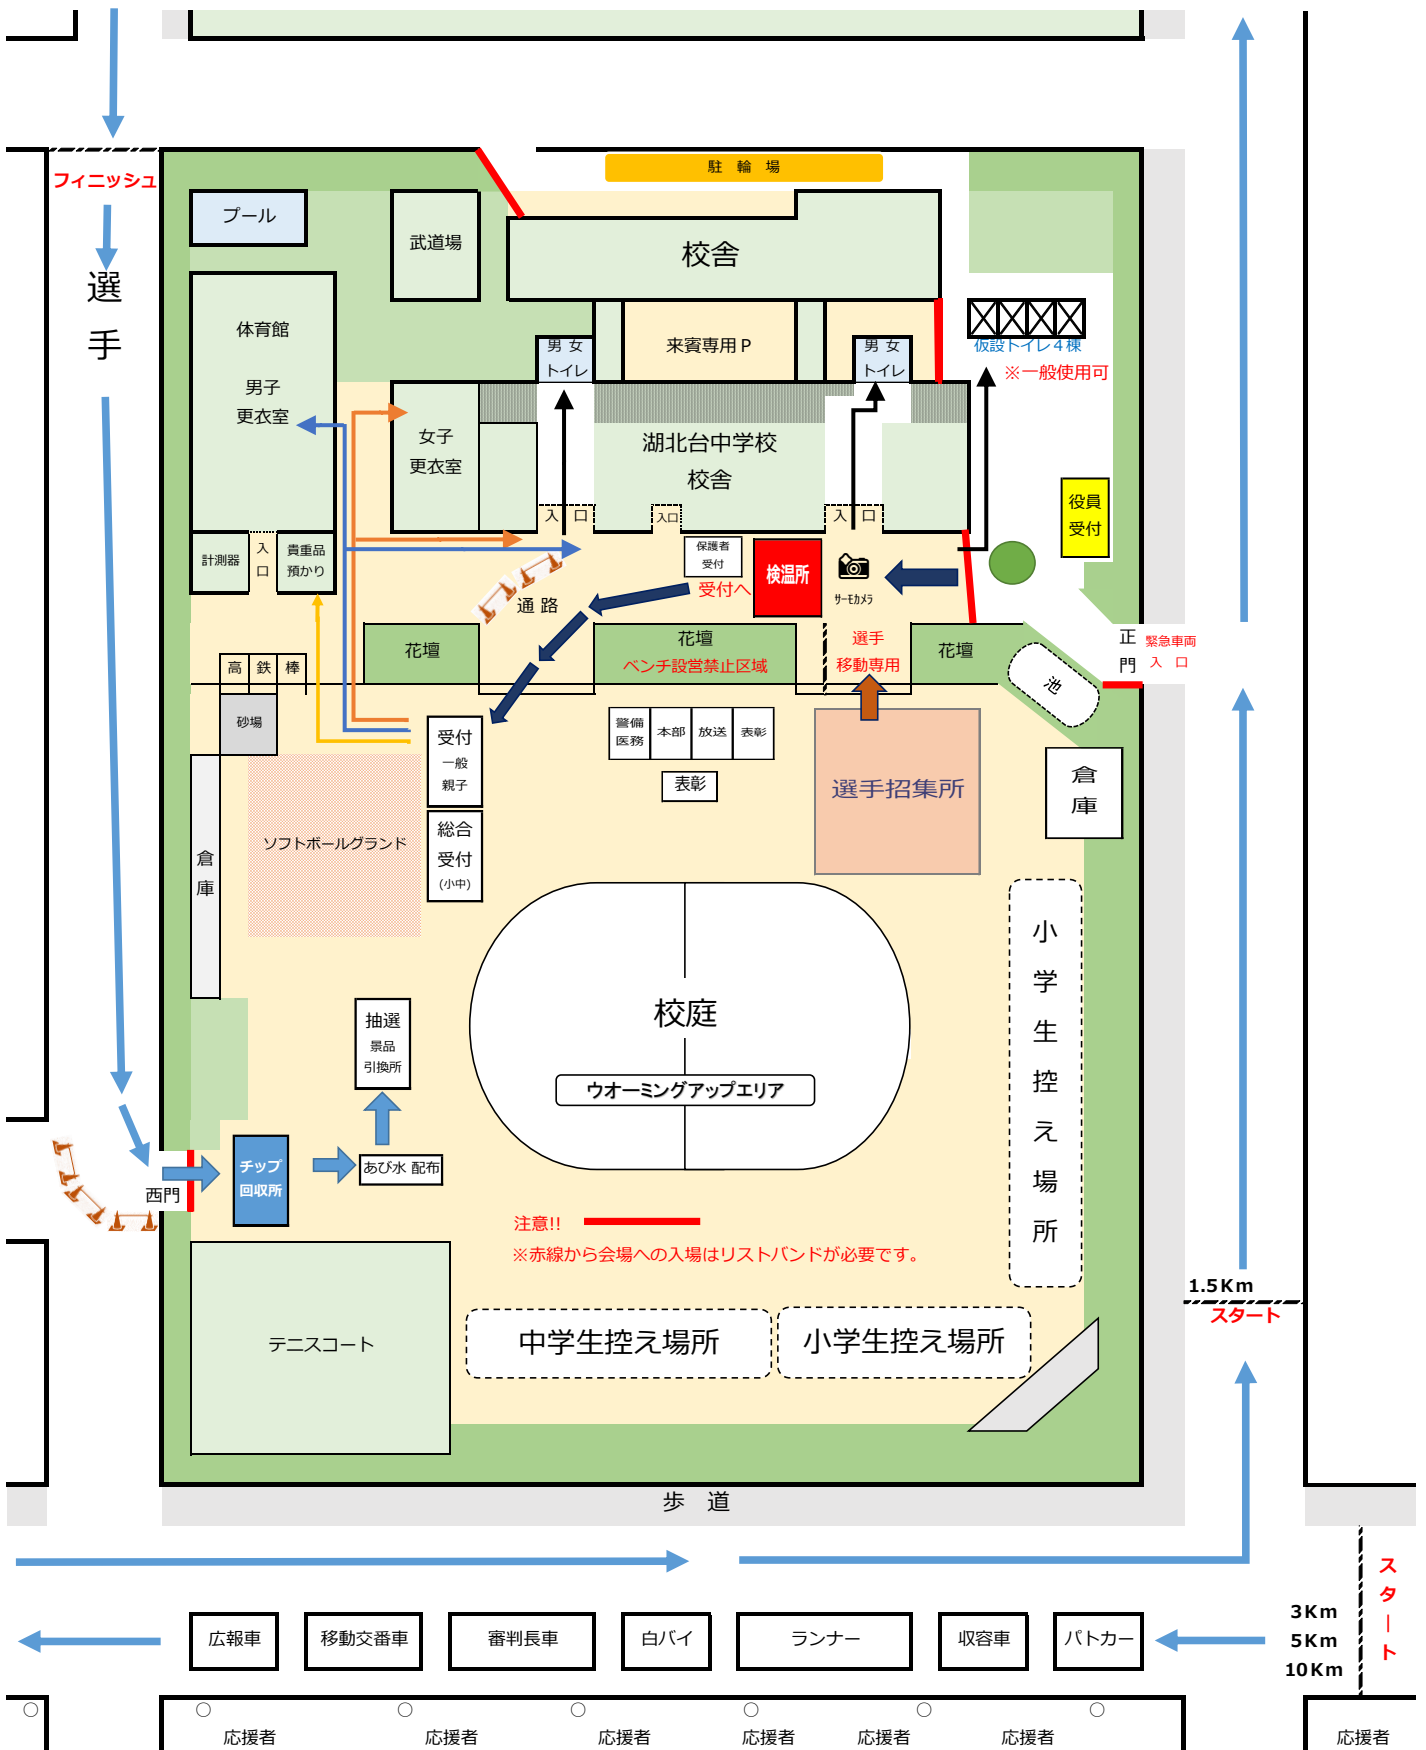 フィニッシュ
選
手
駐 輪 場
プール
武道場
校舎
体育館
男子
更衣室
男 女
トイレ
来賓専用Ｐ
男 女
トイレ
仮設トイレ４棟
※一般使用可
女子
更衣室
湖北台中学校
校舎
役員
受付
入 口
入口
入 口
計測器
入
口
貴重品
預かり
保護者
受付
検温所
サーモカメラ
受付へ
通 路
花壇
花壇
ベンチ設営禁止区域
選手
移動専用
花壇
正
門
緊急車両
入 口
池
高 鉄 棒
砂場
受付
一般
親子
警備
医務
本部
放送
表彰
表彰
選手招集所
倉
庫
総合
受付
(小中)
ソフトボールグランド
倉
庫
小
学
生
控
え
場
所
校庭
ウオーミングアップエリア
抽選
景品
引換所
チップ
回収所
あび水 配布
西門
注意!!
※赤線から会場への入場はリストバンドが必要です。
1.5Km
スタート
テニスコート
中学生控え場所
小学生控え場所
歩 道
スタート
3Km
5Km
10Km
広報車
移動交番車
審判長車
白バイ
ランナー
収容車
パトカー
〇 〇 〇 〇 〇 〇 〇
応援者 応援者 応援者 応援者 応援者 応援者 応援者